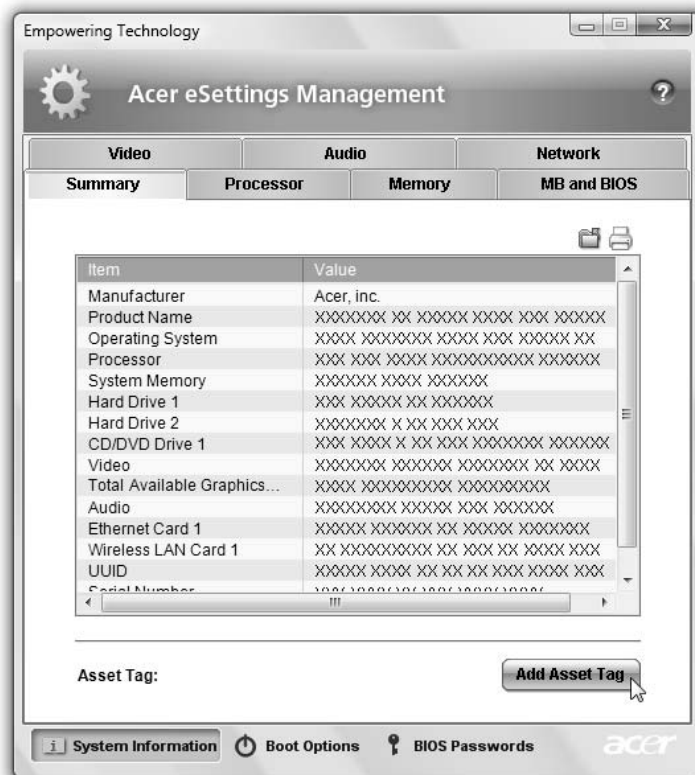 Empowering Technology
Acer eSettings Management
?
Video Audio Network
Summary Processor Memory MB and BIOS
Item Value
Manufacturer Acer, inc.
Product Name XXXXXXX XX XXXXX XXXX XXX XXXXX
Operating System XXXX XXXXXXX XXXX XXX XXXXX XX
Processor XXX XXX XXXX XXXXXXXXXXX XXXXXX
System Memory XXXXXX XXXX XXXXXX
Hard Drive 1 XXX XXXXX XX XXXXXX
Hard Drive 2 XXXXXXX X XX XXX XXX
CD/DVD Drive 1 XXX XXXX X XX XXX XXXXXXX XXXXXX
Video XXXXXXX XXXXXX XXXXXXX XX XXXX
Total Available Graphics... XXXX XXXXXXXXXX XXXXXXXXX
Audio XXXXXXXX XXXXX XXX XXXXXX
Ethernet Card 1 XXXXX XXXXXX XX XXXXX XXXXXXX
Wireless LAN Card 1 XX XXXXXXXXX XX XXX XX XXXX XXX
UUID XXXXX XXXX XX XX XX XXX XXXX XXX
Serial Number
Asset Tag: Add Asset Tag
i System Information Boot Options BIOS Passwords acer